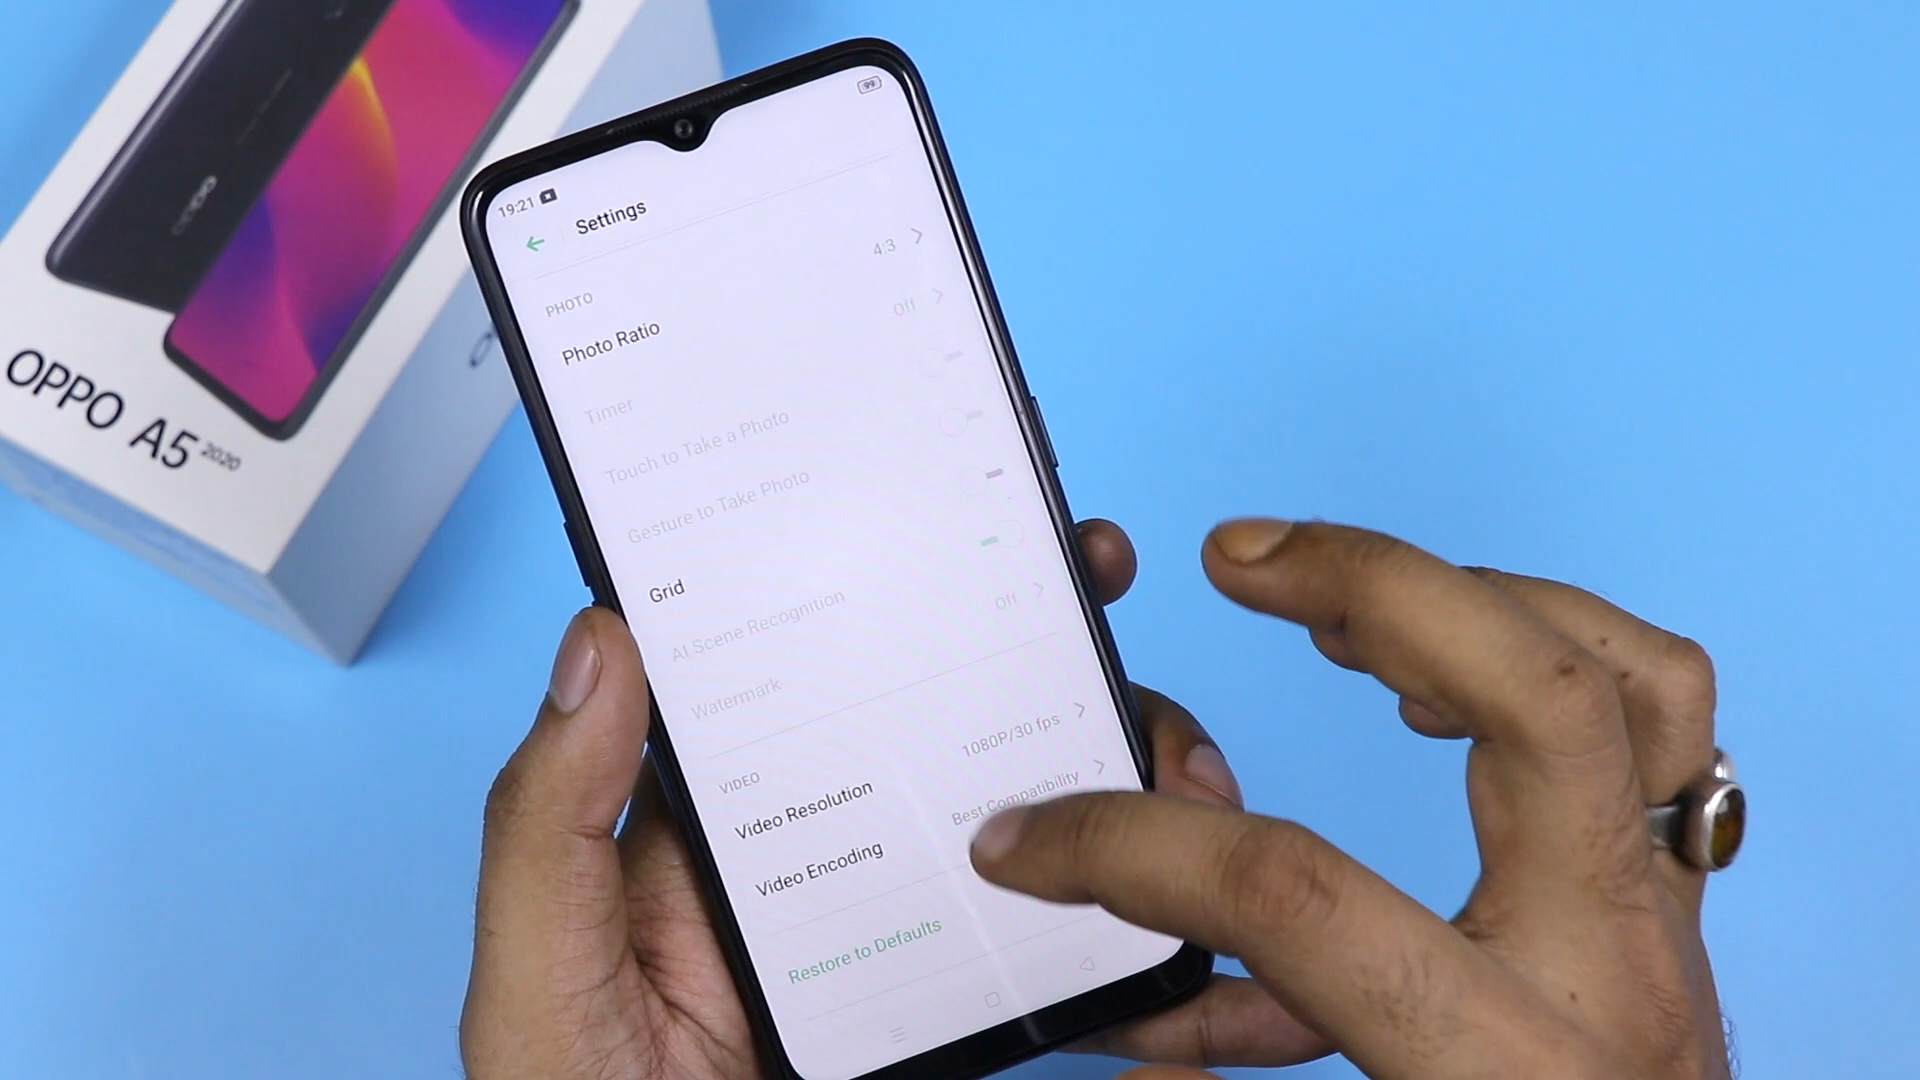 OPPO A5 2020
oppo
19:21
99
Settings
PHOTO
Photo Ratio 4:3
Timer Off
Touch to Take a Photo
Gesture to Take Photo
Grid
AI Scene Recognition
Watermark Off
VIDEO
Video Resolution 1080P/30 fps
Video Encoding Best Compatibility
Restore to Defaults